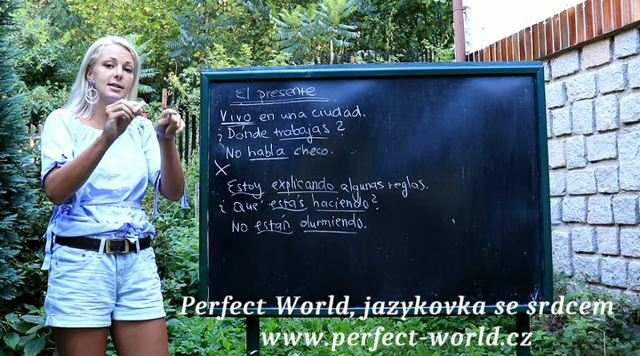 El presente
Vivo en una ciudad.
¿ Dónde trabajas?
No habla checo.
X
Estoy explicando algunas reglas.
¿ Qué estás haciendo?
No están durmiendo.
Perfect World, jazykovka se srdcem
www.perfect-world.cz